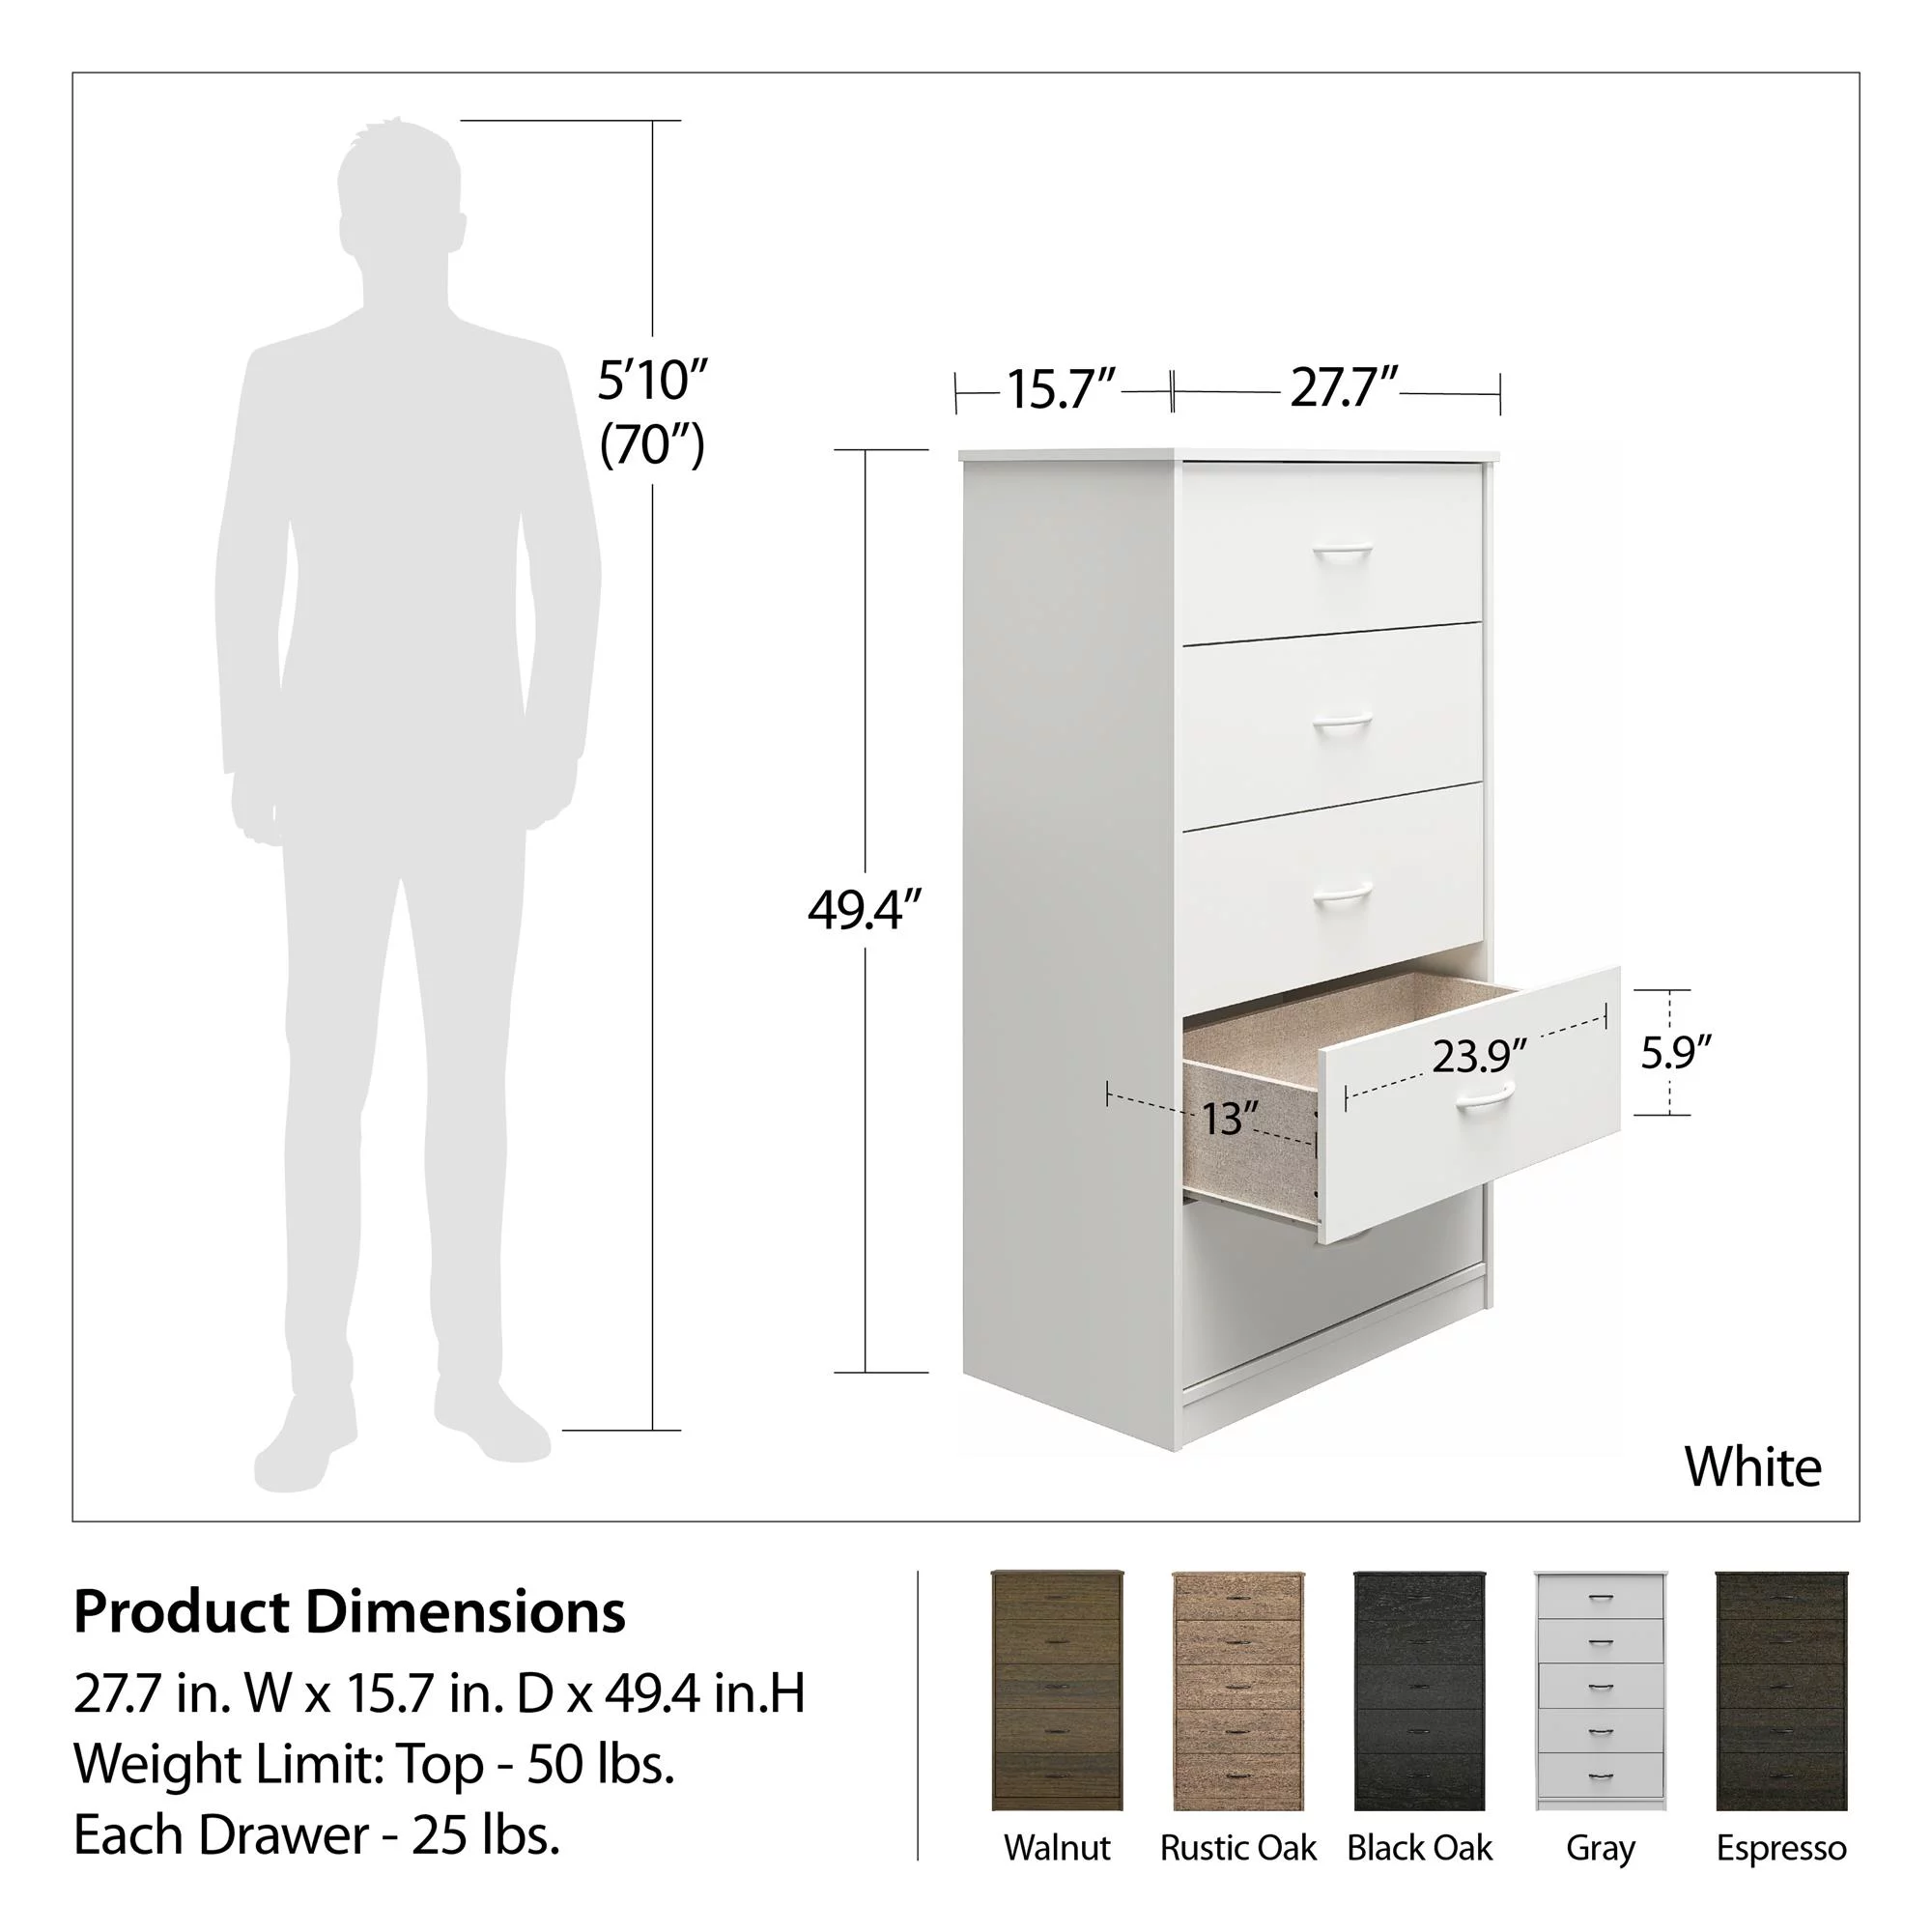 5’10”
(70”)
15.7”
27.7”
49.4”
23.9”
5.9”
13”
White
Product Dimensions
27.7 in. W x 15.7 in. D x 49.4 in.H
Weight Limit: Top - 50 lbs.
Each Drawer - 25 lbs.
Walnut
Rustic Oak
Black Oak
Gray
Espresso